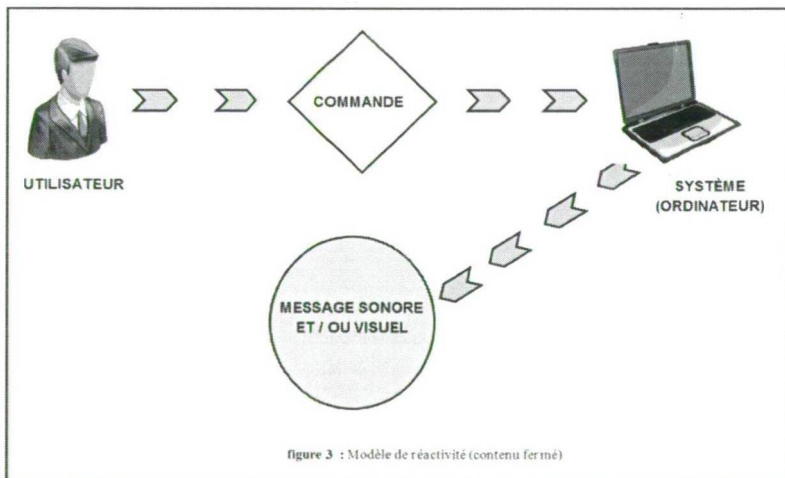 COMMANDE
UTILISATEUR
SYSTÈME
(ORDINATEUR)
MESSAGE SONORE
ET / OU VISUEL
figure 3 : Modèle de réactivité (contenu fermé)